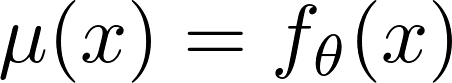 μ(x) = f_θ(x)